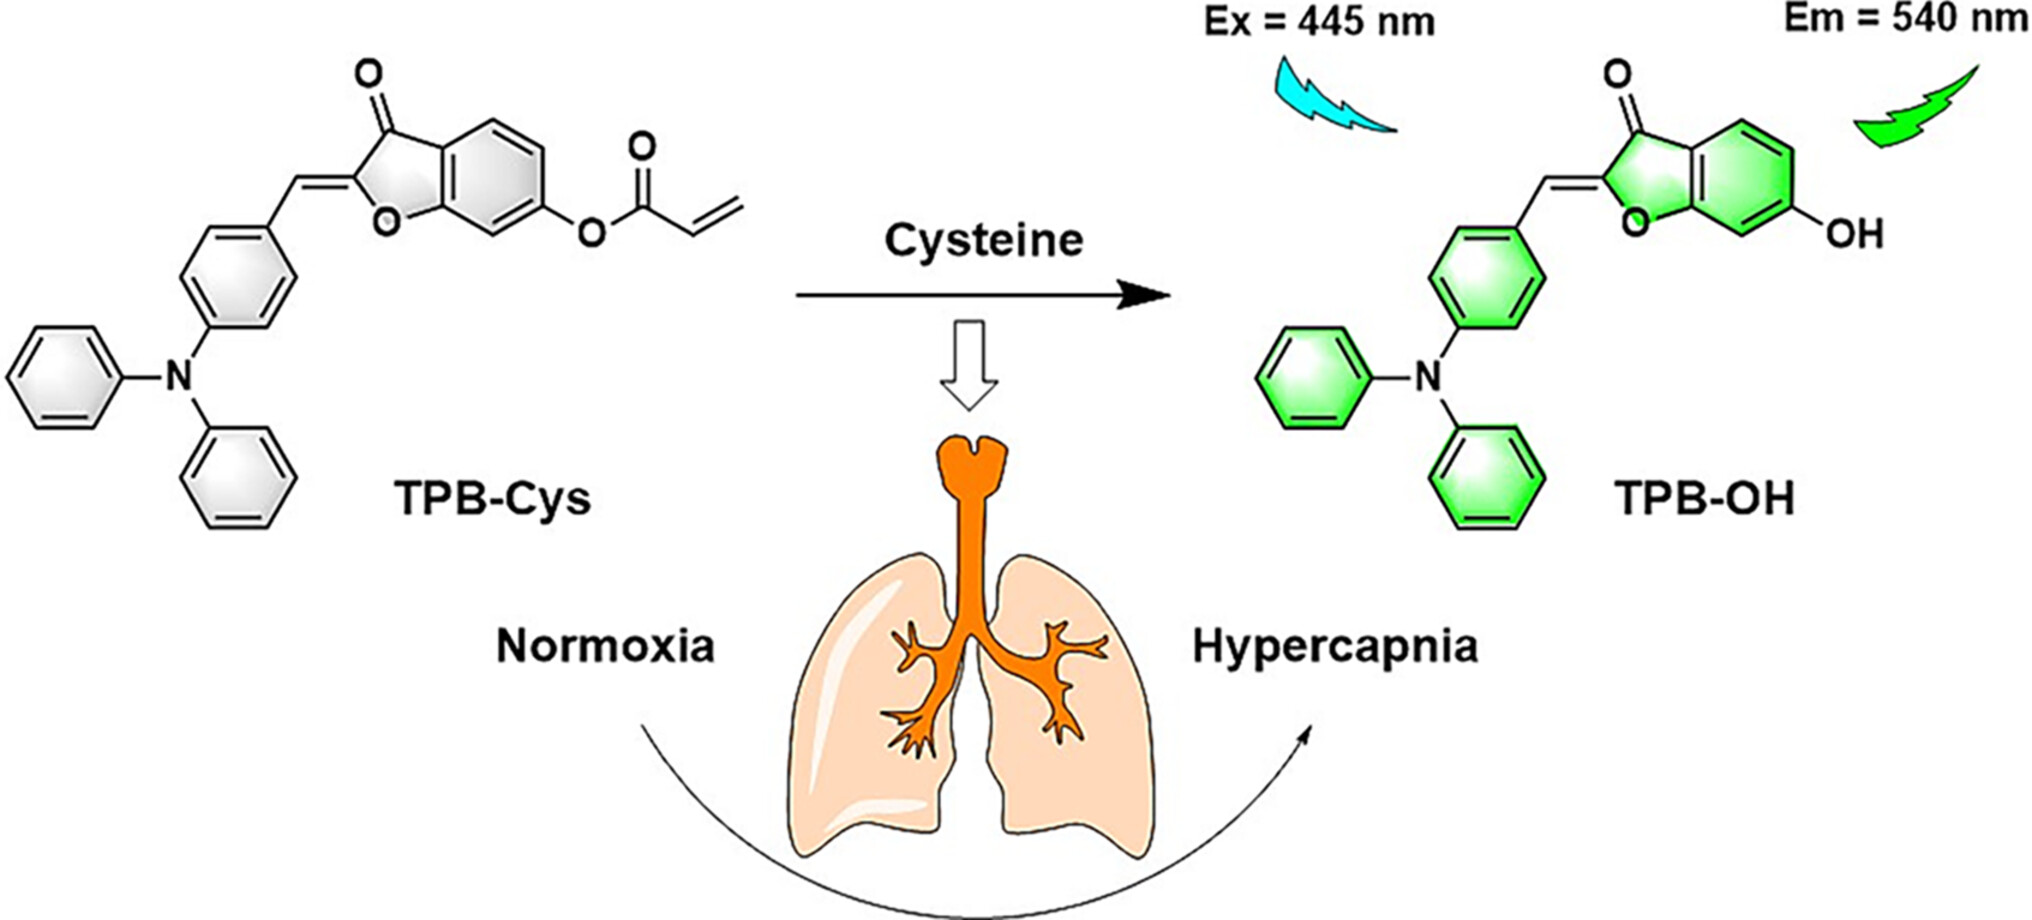 Ex = 445 nm
Em = 540 nm
O
O
O
O
N
TPB-Cys
Cysteine
O
O
OH
N
TPB-OH
Normoxia
Hypercapnia